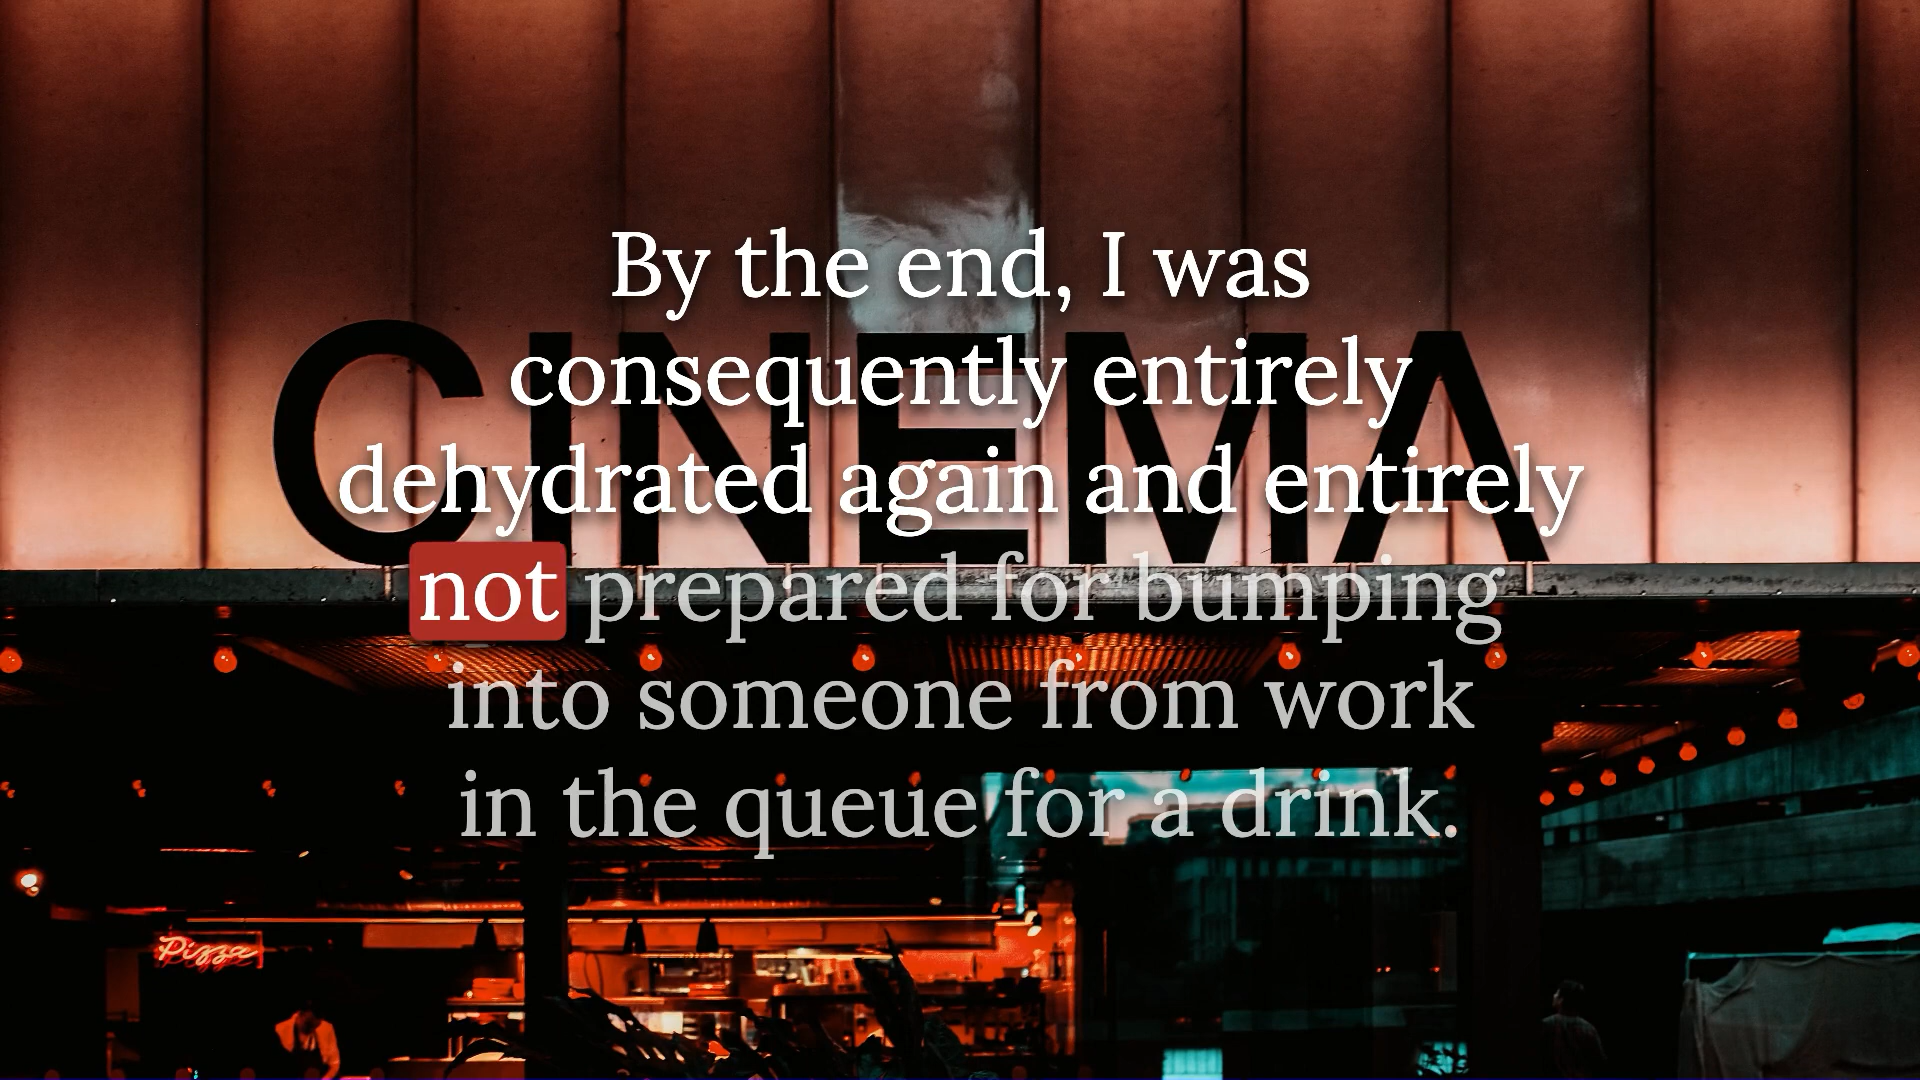 By the end, I was
consequently entirely
CINEMA
dehydrated again and entirely
not prepared for bumping
into someone from work
in the queue for a drink.
Pizza